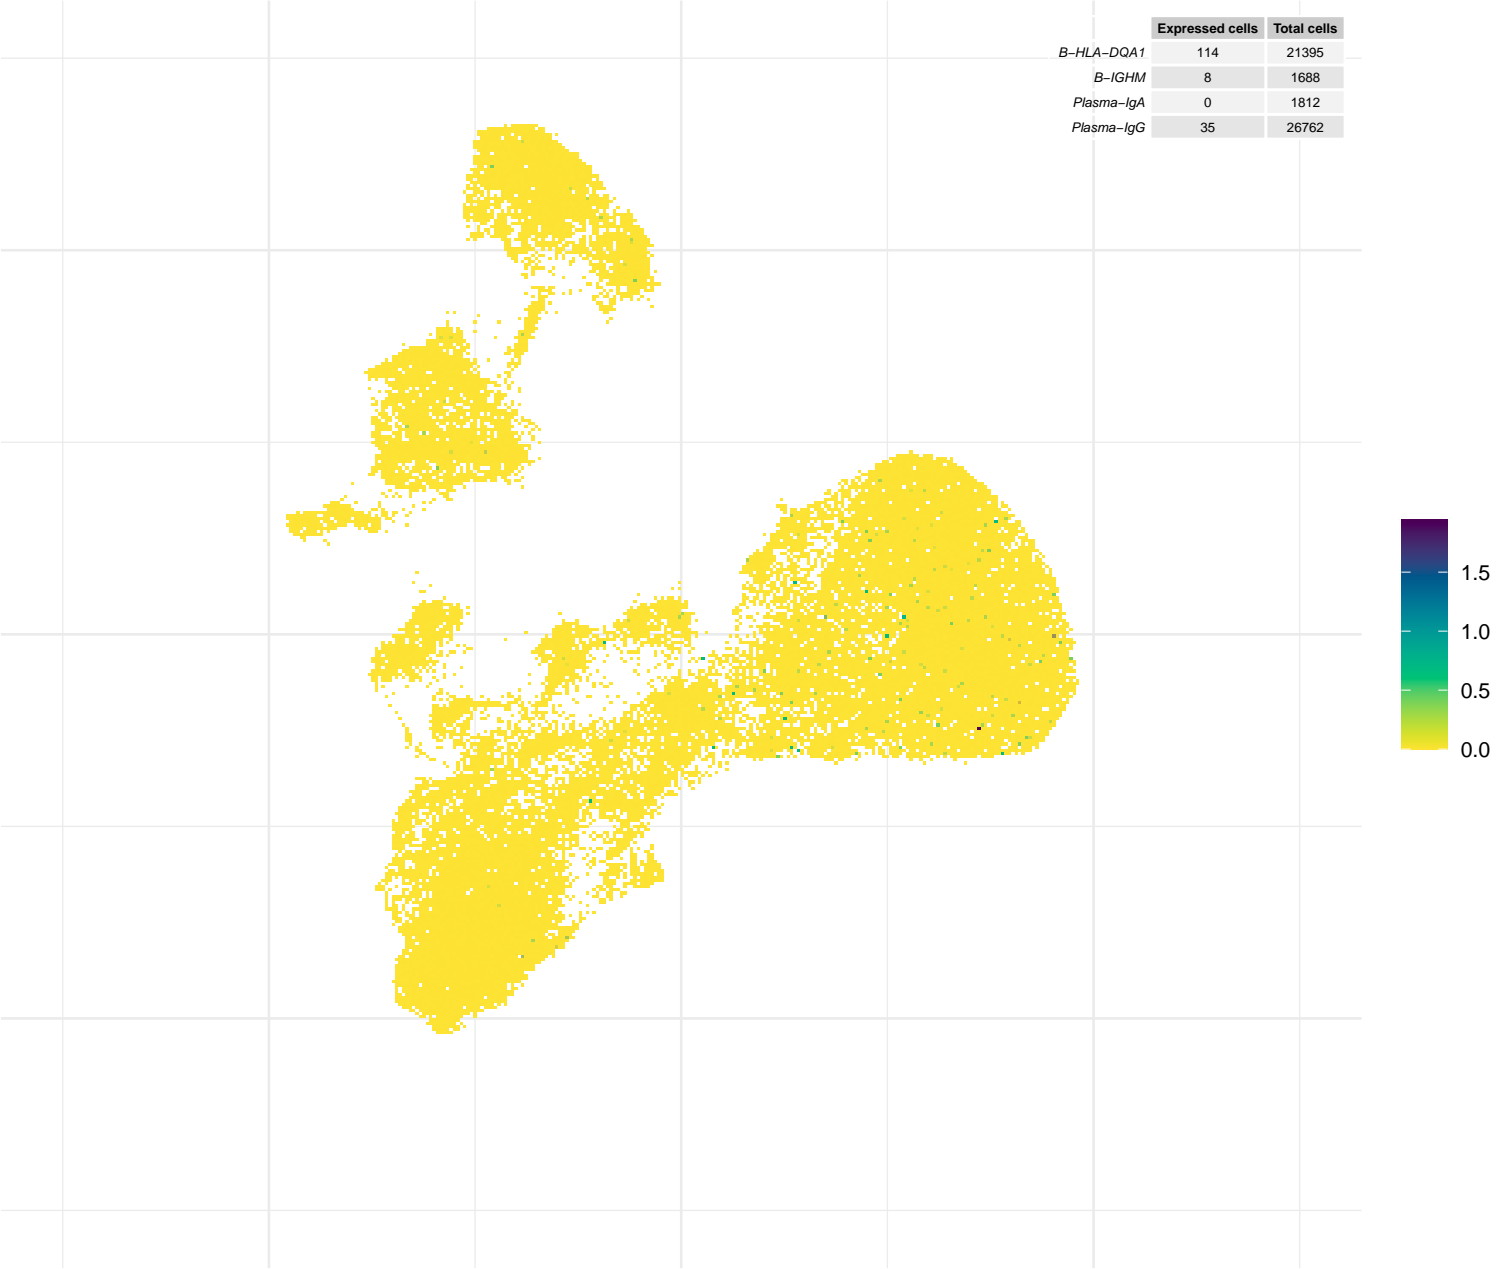 Expressed cells Total cells
B−HLA−DQA1 114 21395
B−IGHM 8 1688
Plasma−IgA 0 1812
Plasma−IgG 35 26762
1.5
1.0
0.5
0.0